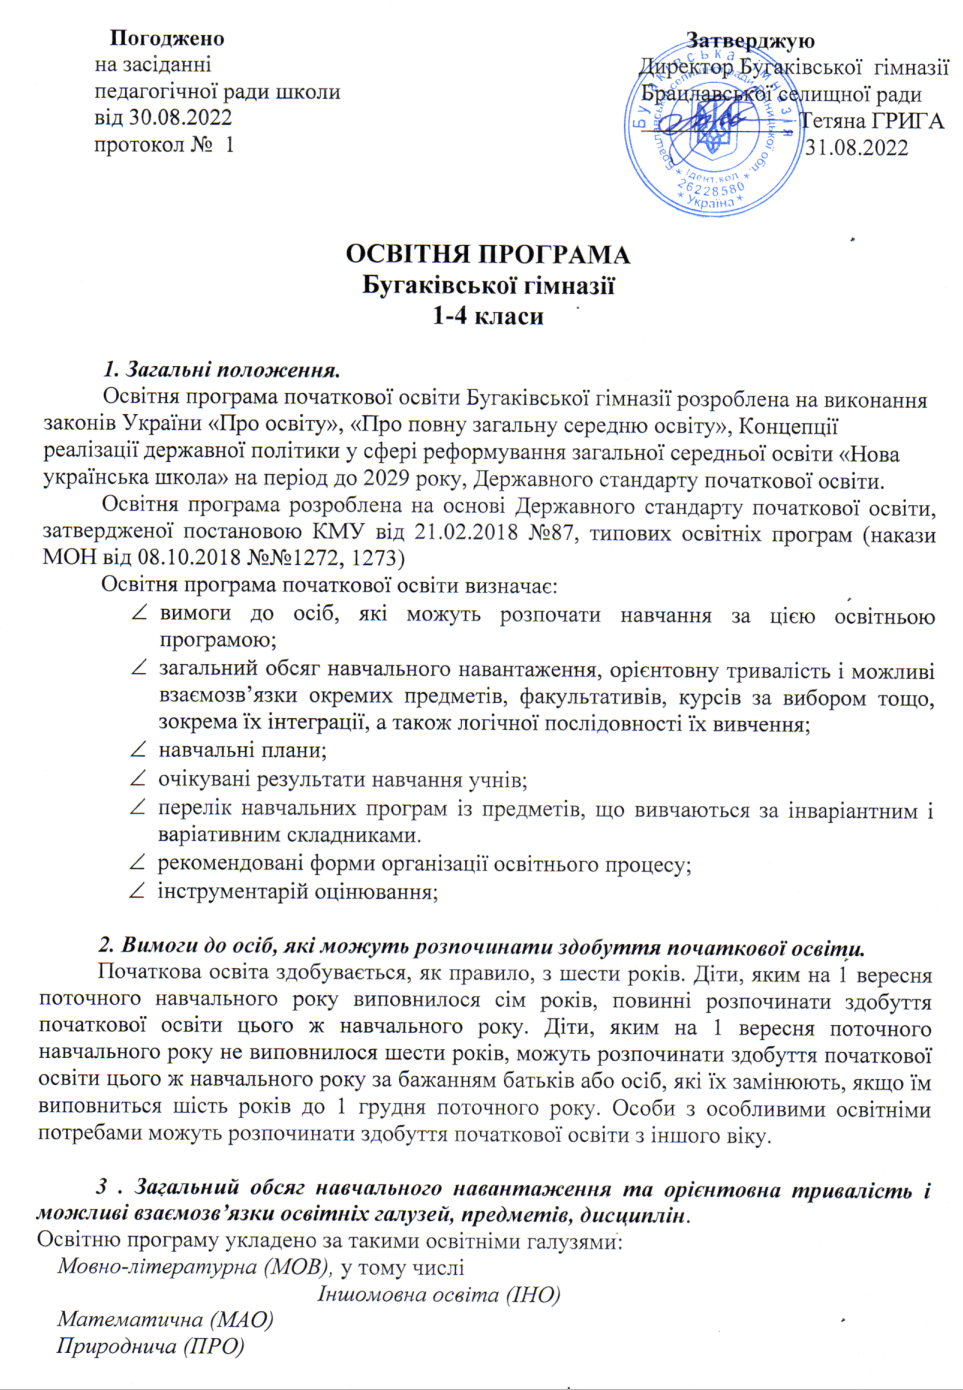 Погоджено
на засіданні
педагогічної ради школи
від 30.08.2022
протокол № 1
Затверджую
Директор Бугаківської гімназії
Брацлавської селищної ради
Тетяна ГРИГА
31.08.2022
Бугаківська гімназія
Брацлавської селищної ради Вінницької обл.
* Ідент.код *
26228580
* Україна *
ОСВІТНЯ ПРОГРАМА
Бугаківської гімназії
1-4 класи
1. Загальні положення.
Освітня програма початкової освіти Бугаківської гімназії розроблена на виконання
законів України «Про освіту», «Про повну загальну середню освіту», Концепції
реалізації державної політики у сфері реформування загальної середньої освіти «Нова
українська школа» на період до 2029 року, Державного стандарту початкової освіти.
Освітня програма розроблена на основі Державного стандарту початкової освіти,
затвердженої постановою КМУ від 21.02.2018 №87, типових освітніх програм (накази
МОН від 08.10.2018 №№1272, 1273)
Освітня програма початкової освіти визначає:
∠ вимоги до осіб, які можуть розпочати навчання за цією освітньою
програмою;
∠ загальний обсяг навчального навантаження, орієнтовну тривалість і можливі
взаємозв’язки окремих предметів, факультативів, курсів за вибором тощо,
зокрема їх інтеграції, а також логічної послідовності їх вивчення;
∠ навчальні плани;
∠ очікувані результати навчання учнів;
∠ перелік навчальних програм із предметів, що вивчаються за інваріантним і
варіативним складниками.
∠ рекомендовані форми організації освітнього процесу;
∠ інструментарій оцінювання;
2. Вимоги до осіб, які можуть розпочинати здобуття початкової освіти.
Початкова освіта здобувається, як правило, з шести років. Діти, яким на 1 вересня
поточного навчального року виповнилося сім років, повинні розпочинати здобуття
початкової освіти цього ж навчального року. Діти, яким на 1 вересня поточного
навчального року не виповнилося шести років, можуть розпочинати здобуття початкової
освіти цього ж навчального року за бажанням батьків або осіб, які їх замінюють, якщо їм
виповниться шість років до 1 грудня поточного року. Особи з особливими освітніми
потребами можуть розпочинати здобуття початкової освіти з іншого віку.
3 . Загальний обсяг навчального навантаження та орієнтовна тривалість і
можливі взаємозв’язки освітніх галузей, предметів, дисциплін.
Освітню програму укладено за такими освітніми галузями:
Мовно-літературна (МОВ), у тому числі
Іншомовна освіта (ІНО)
Математична (МАО)
Природнича (ПРО)